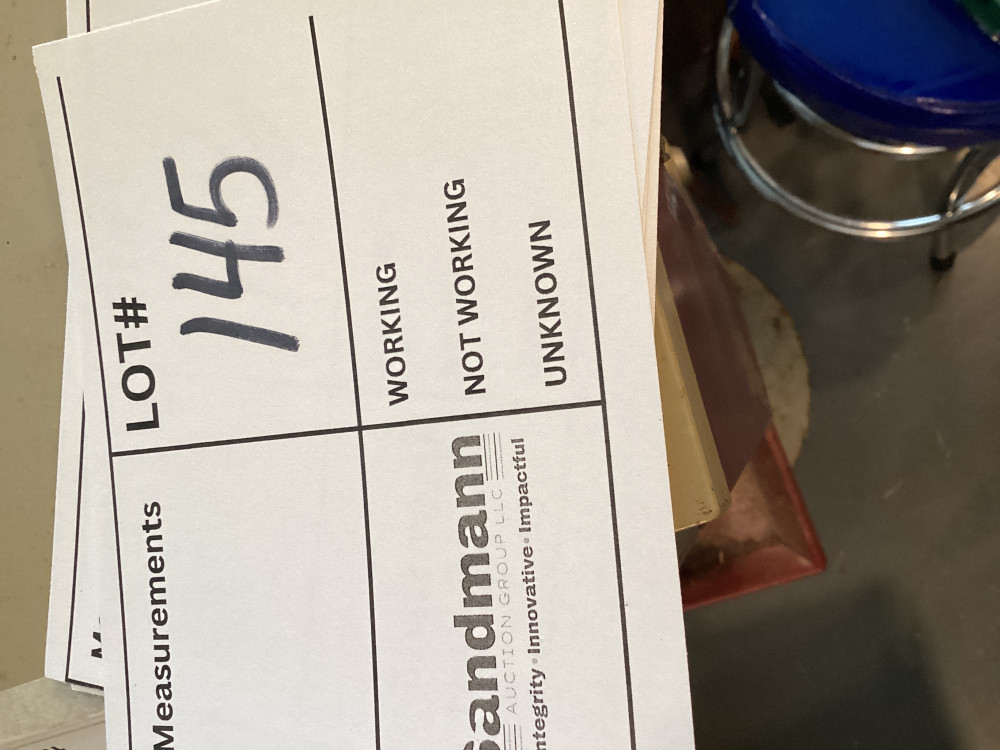 LOT#
145
Measurements
WORKING
NOT WORKING
UNKNOWN
Sandmann
AUCTION GROUP LLC
Integrity • Innovative • Impactful